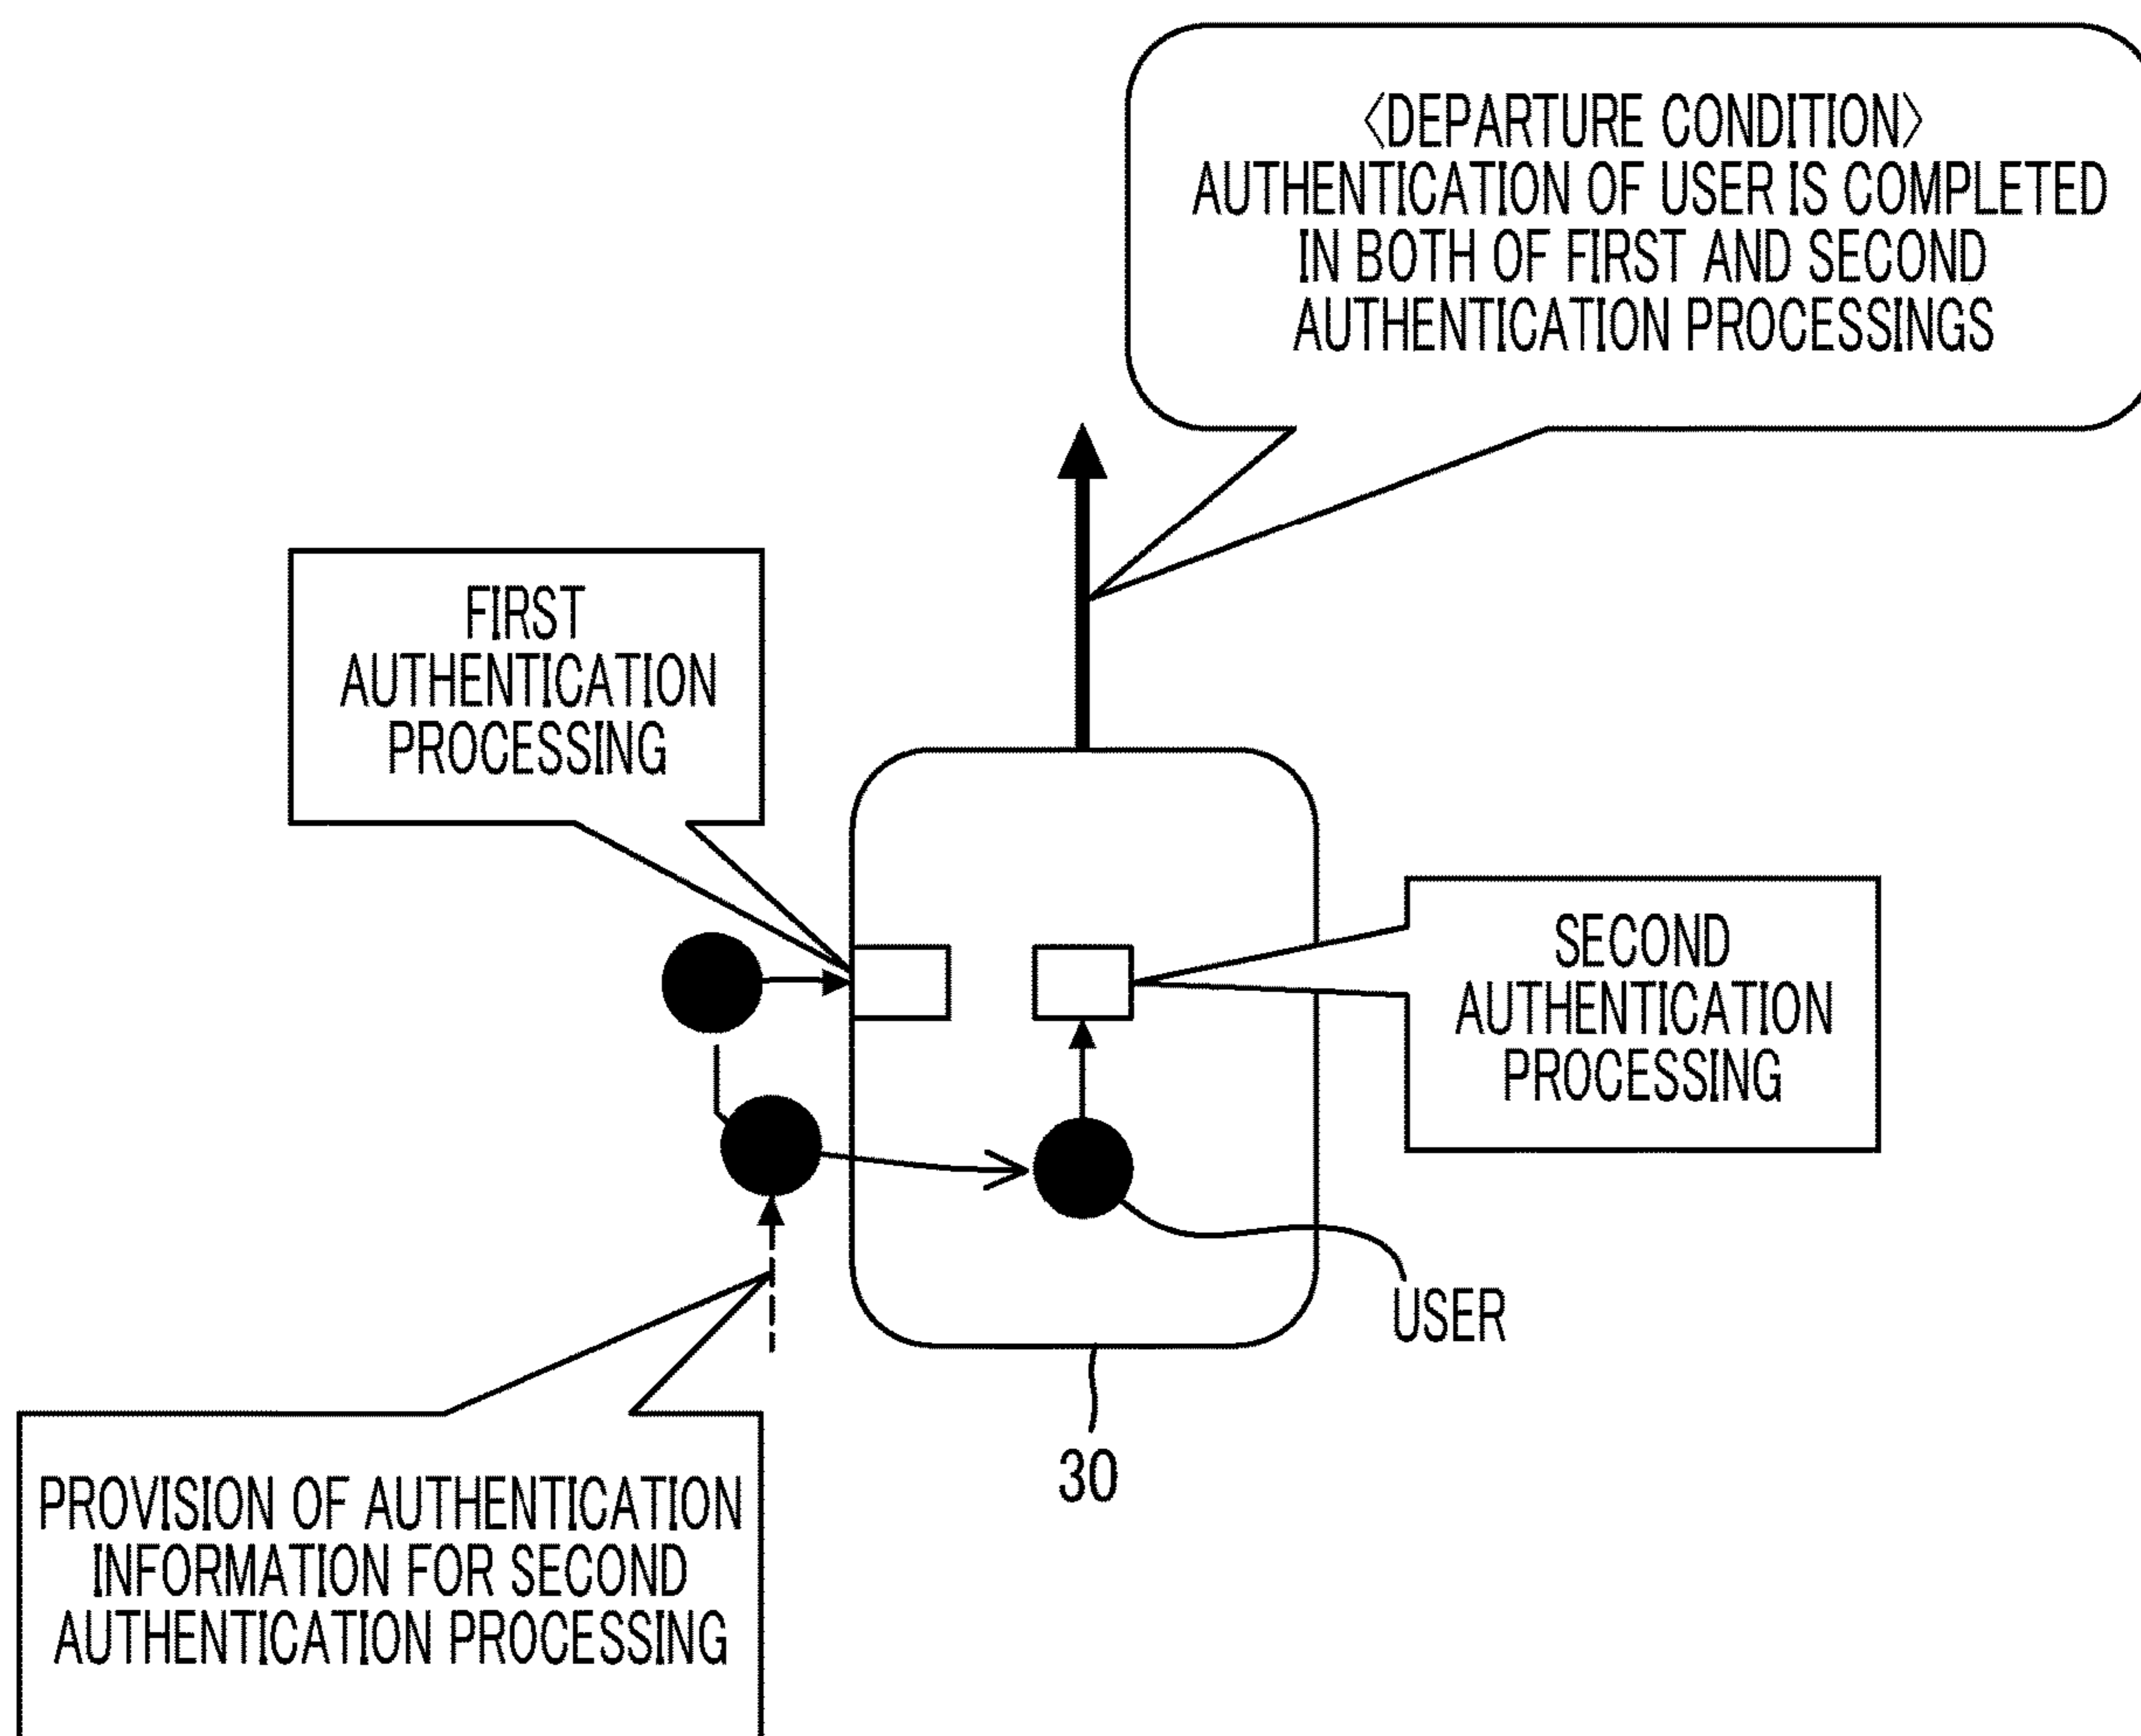 〈DEPARTURE CONDITION〉
AUTHENTICATION OF USER IS COMPLETED
IN BOTH OF FIRST AND SECOND
AUTHENTICATION PROCESSINGS
FIRST
AUTHENTICATION
PROCESSING
SECOND
AUTHENTICATION
PROCESSING
USER
30
PROVISION OF AUTHENTICATION
INFORMATION FOR SECOND
AUTHENTICATION PROCESSING